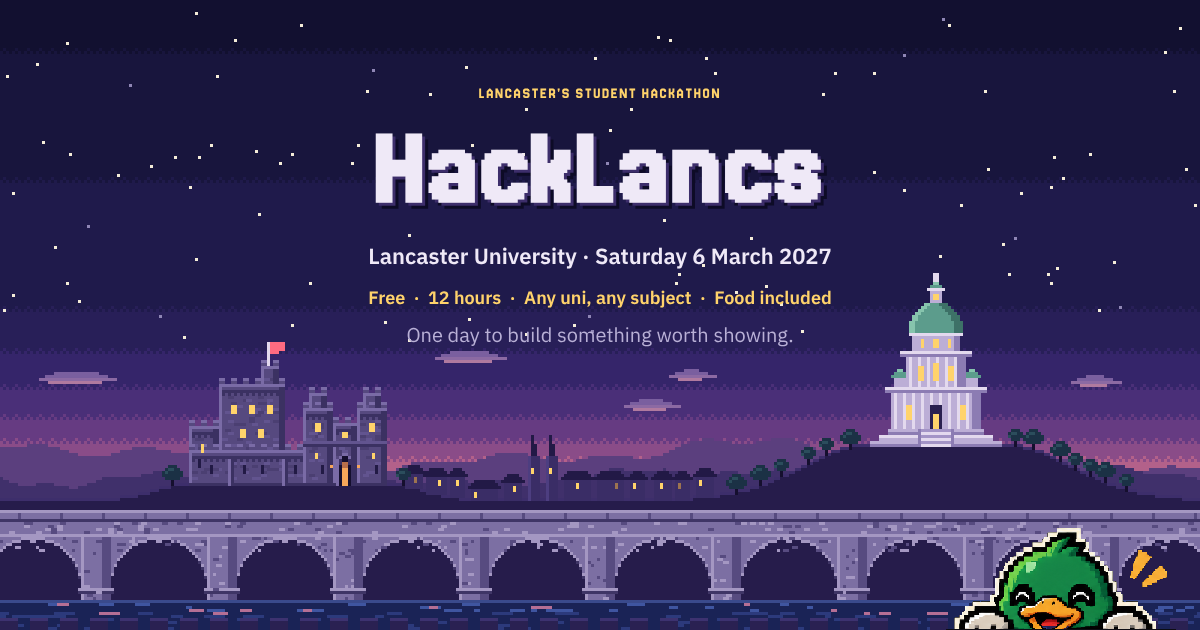 LANCASTER'S STUDENT HACKATHON
HackLancs
Lancaster University · Saturday 6 March 2027
Free · 12 hours · Any uni, any subject · Food included
One day to build something worth showing.